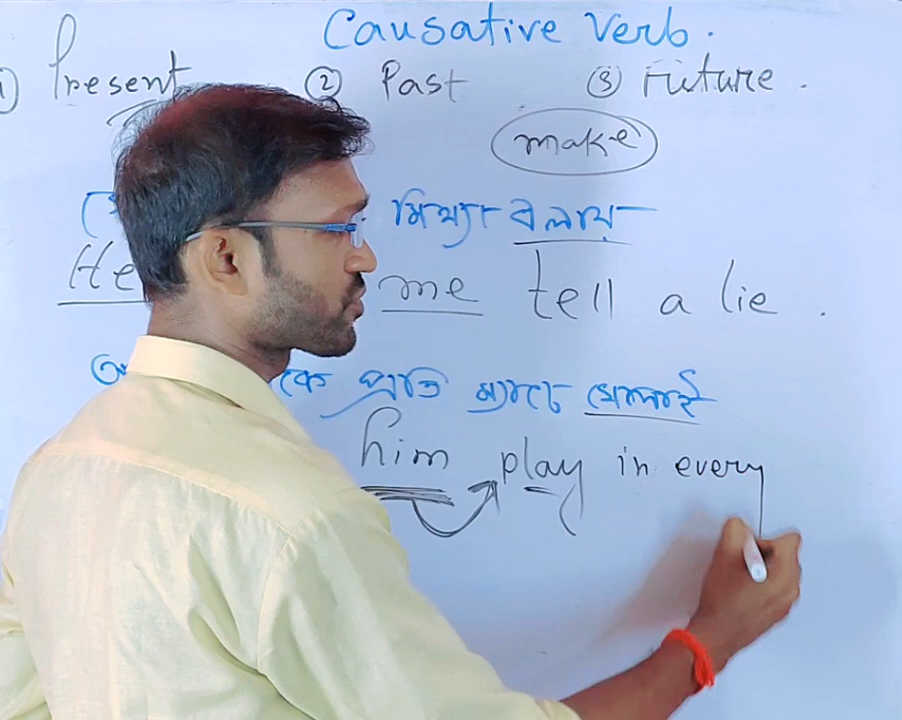 Causative Verb.
1) Present ② Past ③ Future.
make
মিথ্যা বলায়
He me tell a lie.
কে প্রতি ম্যাচে খেলাই
him play in every